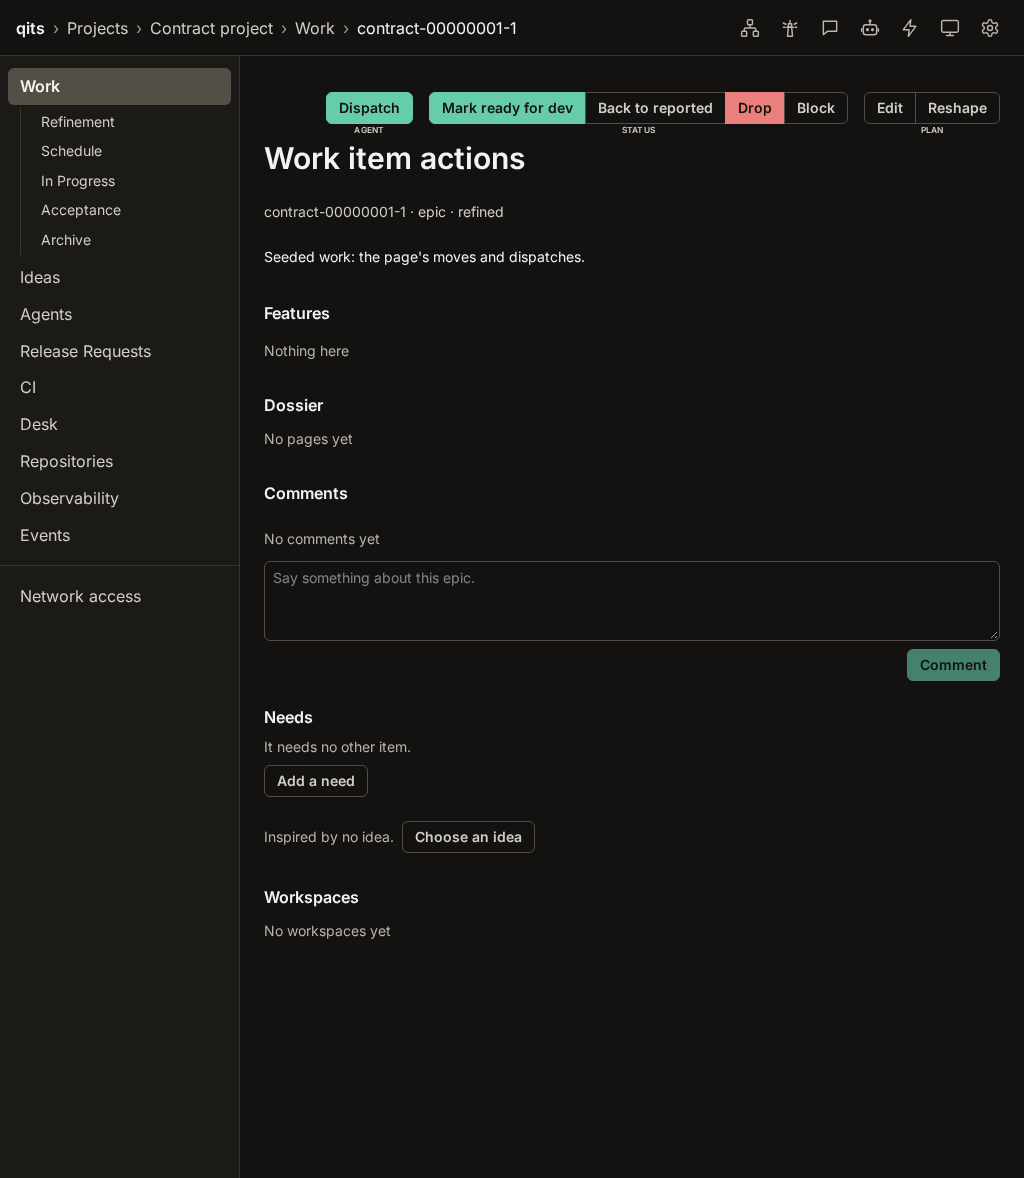 qits › Projects › Contract project › Work › contract-00000001-1
Work
Refinement
Schedule
In Progress
Acceptance
Archive
Ideas
Agents
Release Requests
CI
Desk
Repositories
Observability
Events
Network access
Dispatch
AGENT
Mark ready for dev Back to reported Drop Block
STATUS
Edit Reshape
PLAN
Work item actions
contract-00000001-1 · epic · refined
Seeded work: the page's moves and dispatches.
Features
Nothing here
Dossier
No pages yet
Comments
No comments yet
Say something about this epic.
Comment
Needs
It needs no other item.
Add a need
Inspired by no idea. Choose an idea
Workspaces
No workspaces yet